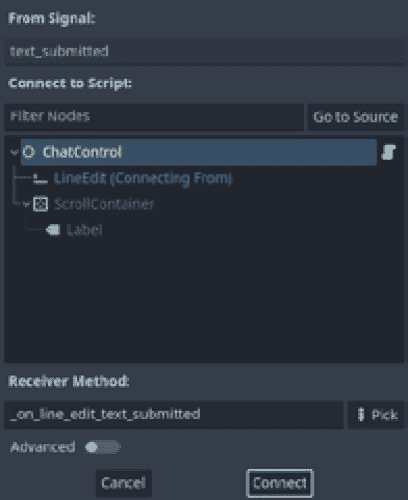 From Signal:
text_submitted
Connect to Script:
Filter Nodes
Go to Source
ChatControl
LineEdit (Connecting From)
ScrollContainer
Label
Receiver Method:
_on_line_edit_text_submitted
Pick
Advanced
Cancel
Connect